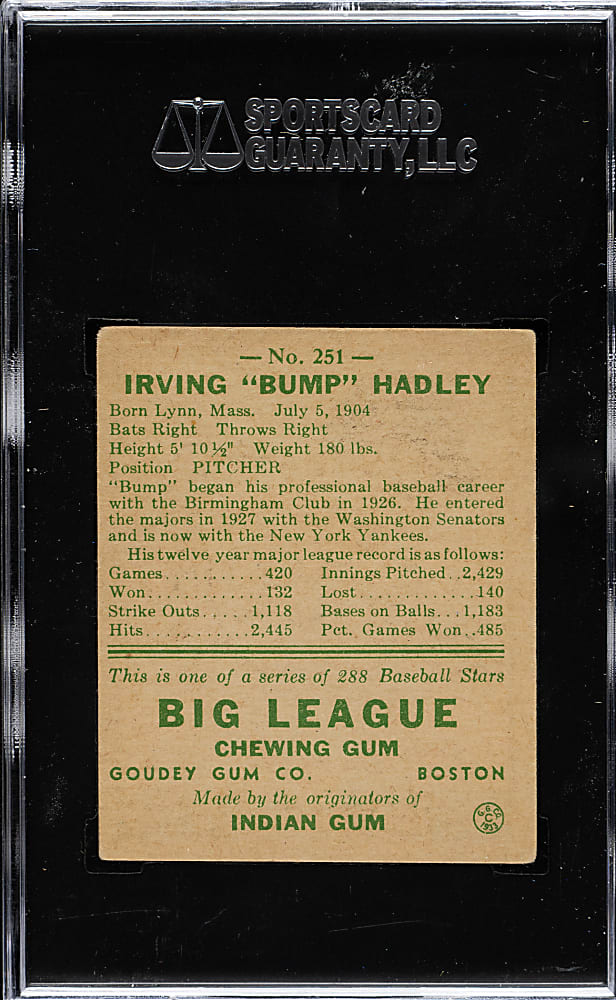 SPORTSCARD
GUARANTY, LLC
— No. 251 —
IRVING "BUMP" HADLEY
Born Lynn, Mass. July 5, 1904
Bats Right Throws Right
Height 5' 10½" Weight 180 lbs.
Position PITCHER
"Bump" began his professional baseball career
with the Birmingham Club in 1926. He entered
the majors in 1927 with the Washington Senators
and is now with the New York Yankees.
His twelve year major league record is as follows:
Games...........420 Innings Pitched..2,429
Won.............132 Lost.............140
Strike Outs.....1,118 Bases on Balls...1,183
Hits...........2,445 Pct. Games Won..485
This is one of a series of 288 Baseball Stars
BIG LEAGUE
CHEWING GUM
GOUDEY GUM CO. BOSTON
Made by the originators of
INDIAN GUM
G. G. CO.
C
1933